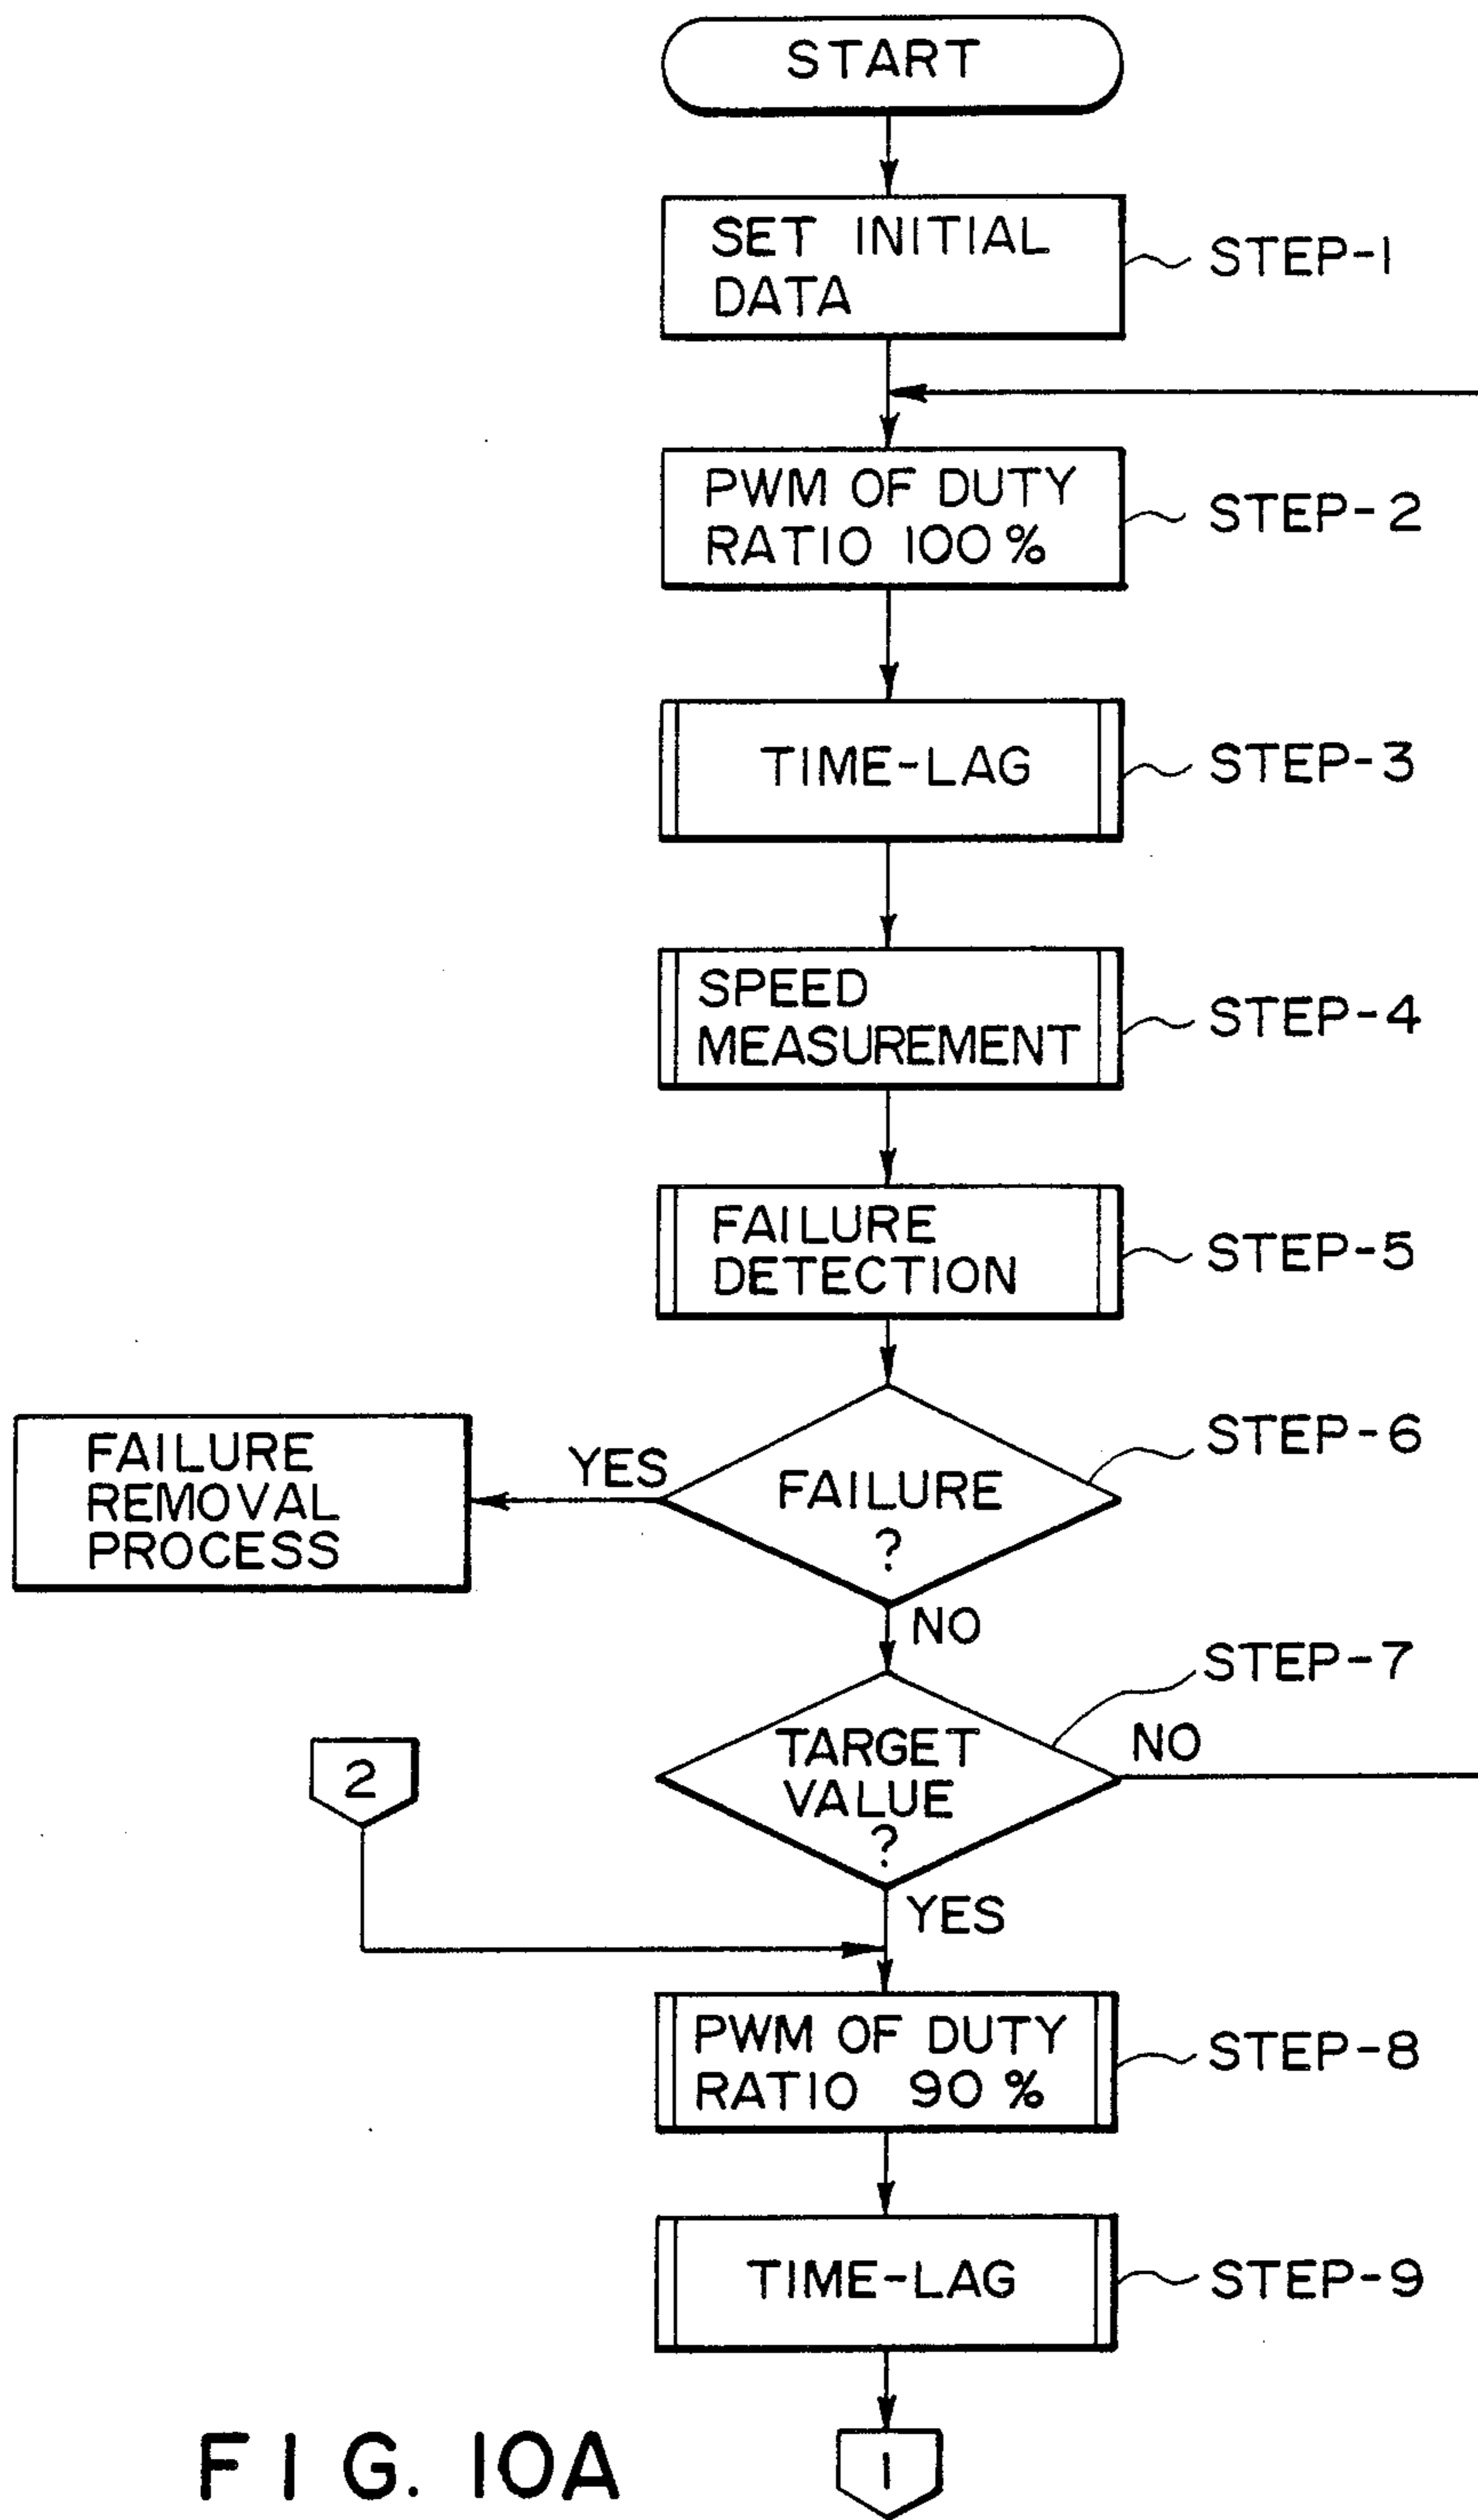 START
SET INITIAL
DATA
STEP-1
PWM OF DUTY
RATIO 100%
STEP-2
TIME-LAG
STEP-3
SPEED
MEASUREMENT
STEP-4
FAILURE
DETECTION
STEP-5
FAILURE
REMOVAL
PROCESS
YES
FAILURE
?
STEP-6
NO
STEP-7
TARGET
VALUE
?
NO
2
YES
PWM OF DUTY
RATIO 90%
STEP-8
TIME-LAG
STEP-9
1
FIG. 10A